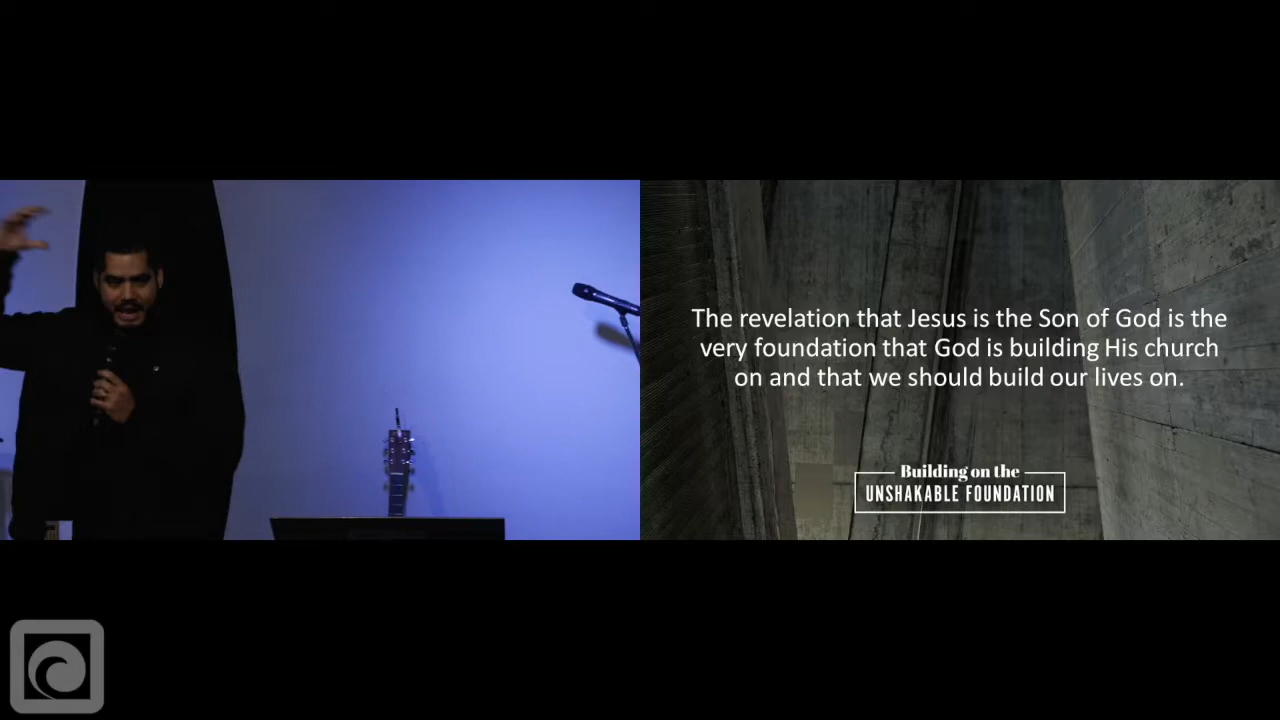 The revelation that Jesus is the Son of God is the
very foundation that God is building His church
on and that we should build our lives on.
Building on the
UNSHAKABLE FOUNDATION